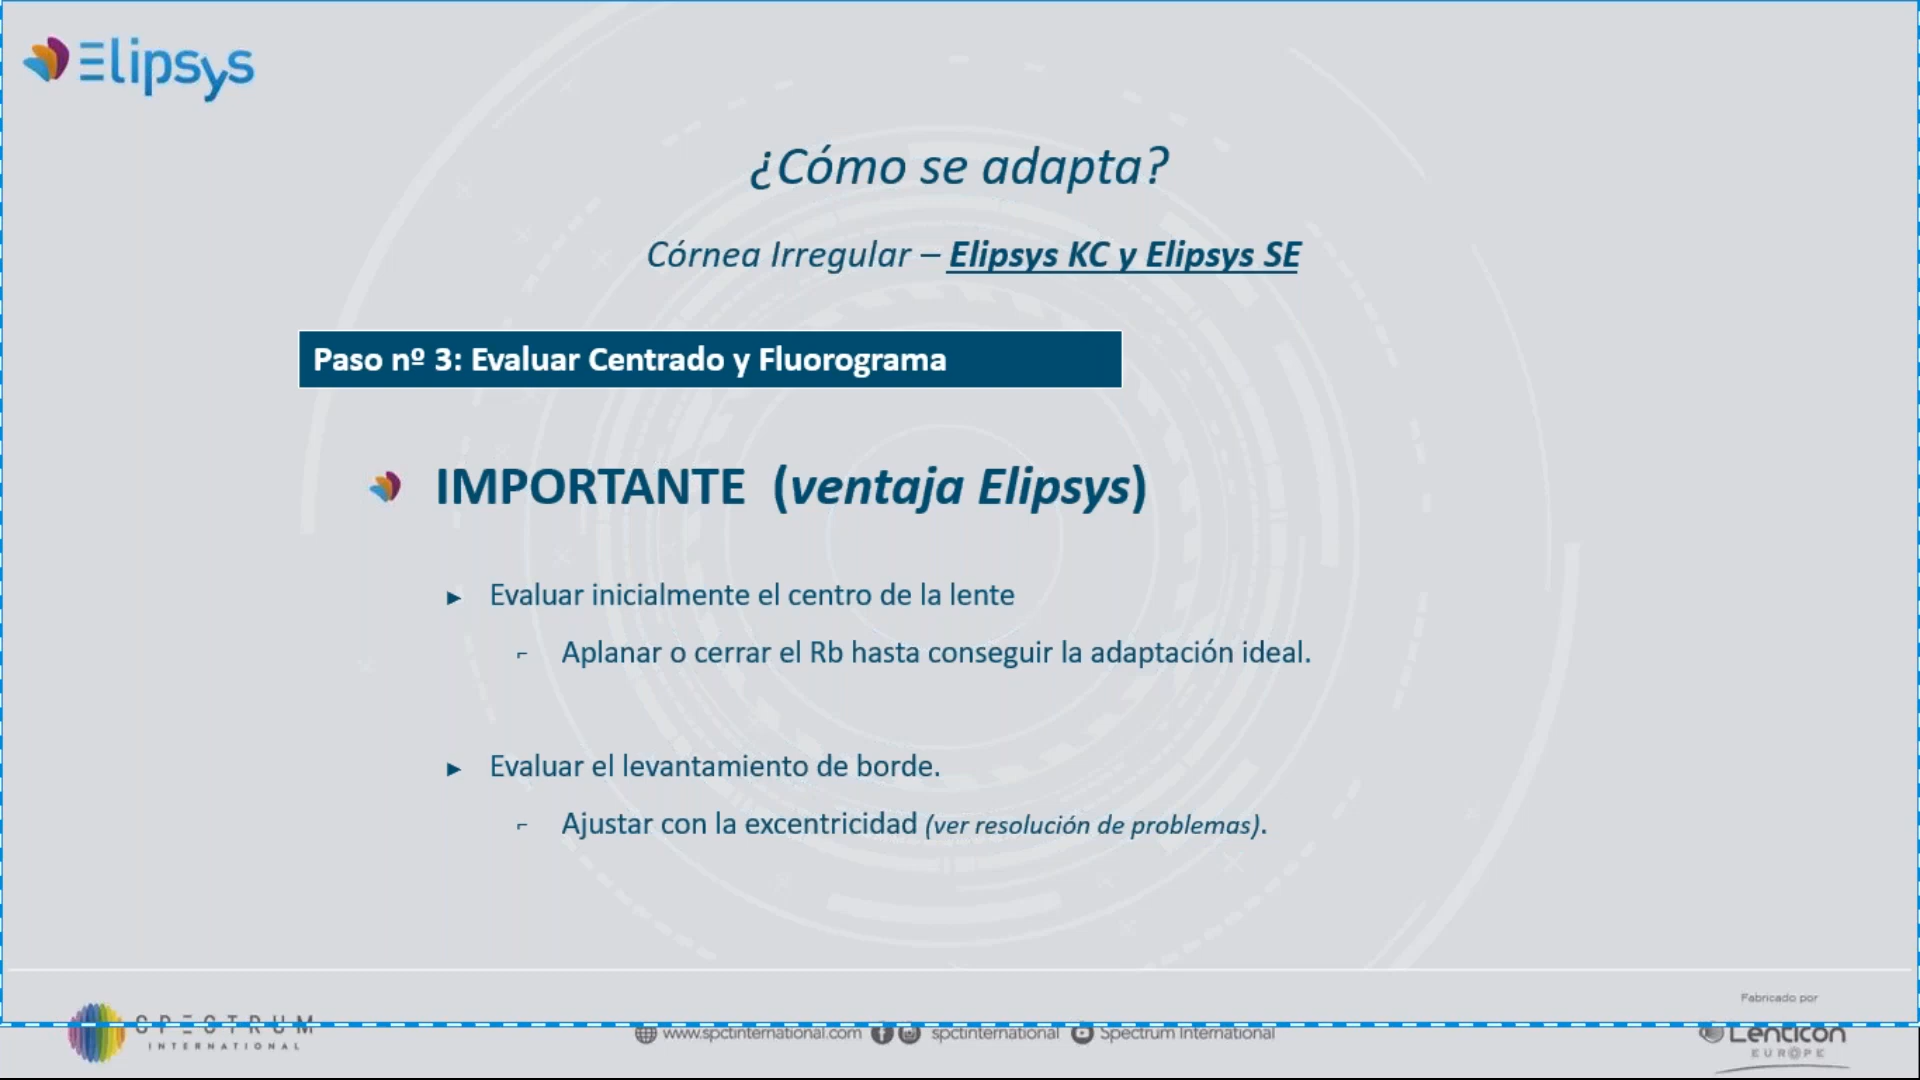 Elipsys
¿Cómo se adapta?
Córnea Irregular – Elipsys KC y Elipsys SE
Paso nº 3: Evaluar Centrado y Fluorograma
IMPORTANTE (ventaja Elipsys)
► Evaluar inicialmente el centro de la lente
Aplanar o cerrar el Rb hasta conseguir la adaptación ideal.
► Evaluar el levantamiento de borde.
Ajustar con la excentricidad (ver resolución de problemas).
Fabricado por
SPECTRUM
INTERNATIONAL
www.spctinternational.com spctinternational Spectrum International
Lenticon
EUROPE